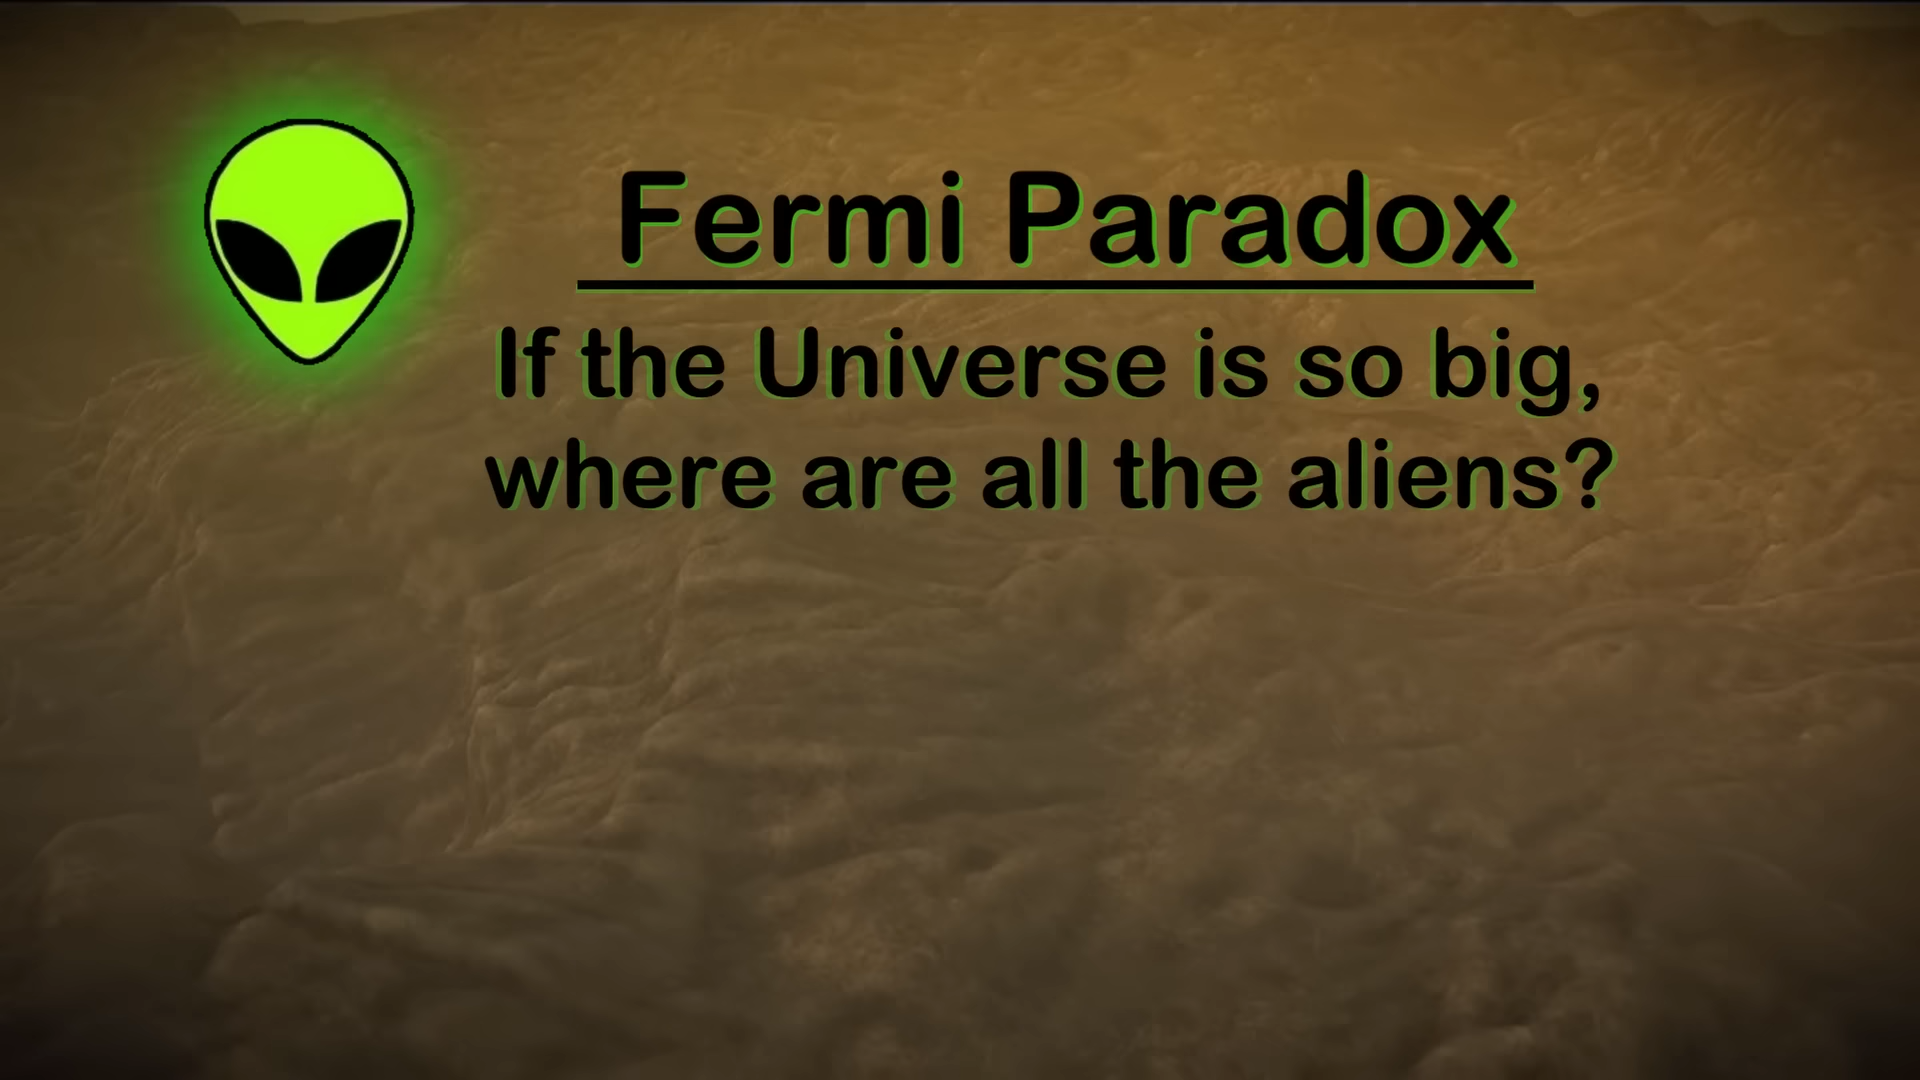 Fermi Paradox
If the Universe is so big,
where are all the aliens?